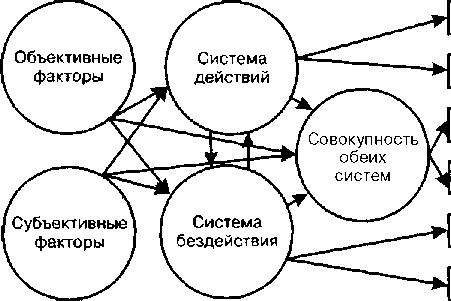 Объективные
факторы
Система
действий
Совокупность
обеих
систем
Субъективные
факторы
Система
бездействия